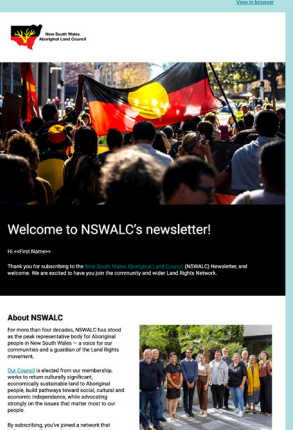 View in browser
New South Wales
Aboriginal Land Council
Welcome to NSWALC's newsletter!
Hi <<First Name>>
Thank you for subscribing to the New South Wales Aboriginal Land Council (NSWALC) Newsletter, and
welcome. We are excited to have you join the community and wider Land Rights Network.
About NSWALC
For more than four decades, NSWALC has stood
as the peak representative body for Aboriginal
people in New South Wales — a voice for our
communities and a guardian of the Land Rights
movement.
Our Council is elected from our membership,
works to return culturally significant,
economically sustainable land to Aboriginal
people, build pathways toward social, cultural and
economic independence, while advocating
strongly on the issues that matter most to our
people.
By subscribing, you've joined a network that